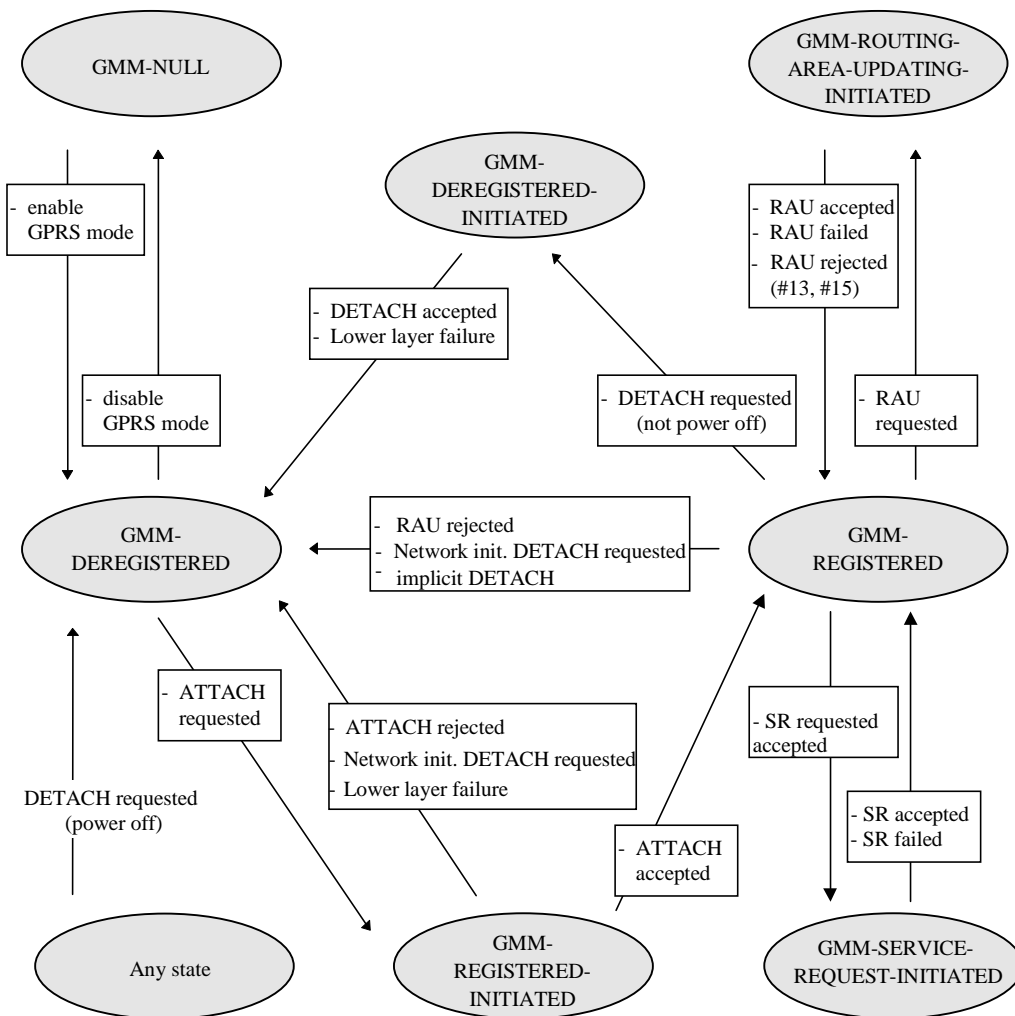 GMM-NULL
GMM-ROUTING-
AREA-UPDATING-
INITIATED
GMM-
DEREGISTERED-
INITIATED
- enable
GPRS mode
- RAU accepted
- RAU failed
- RAU rejected
(#13, #15)
- DETACH accepted
- Lower layer failure
- disable
GPRS mode
- DETACH requested
(not power off)
- RAU
requested
GMM-
DEREGISTERED
- RAU rejected
- Network init. DETACH requested
- implicit DETACH
GMM-
REGISTERED
- ATTACH
requested
- ATTACH rejected
- Network init. DETACH requested
- Lower layer failure
- SR requested
accepted
DETACH requested
(power off)
- ATTACH
accepted
- SR accepted
- SR failed
Any state
GMM-
REGISTERED-
INITIATED
GMM-SERVICE-
REQUEST-INITIATED